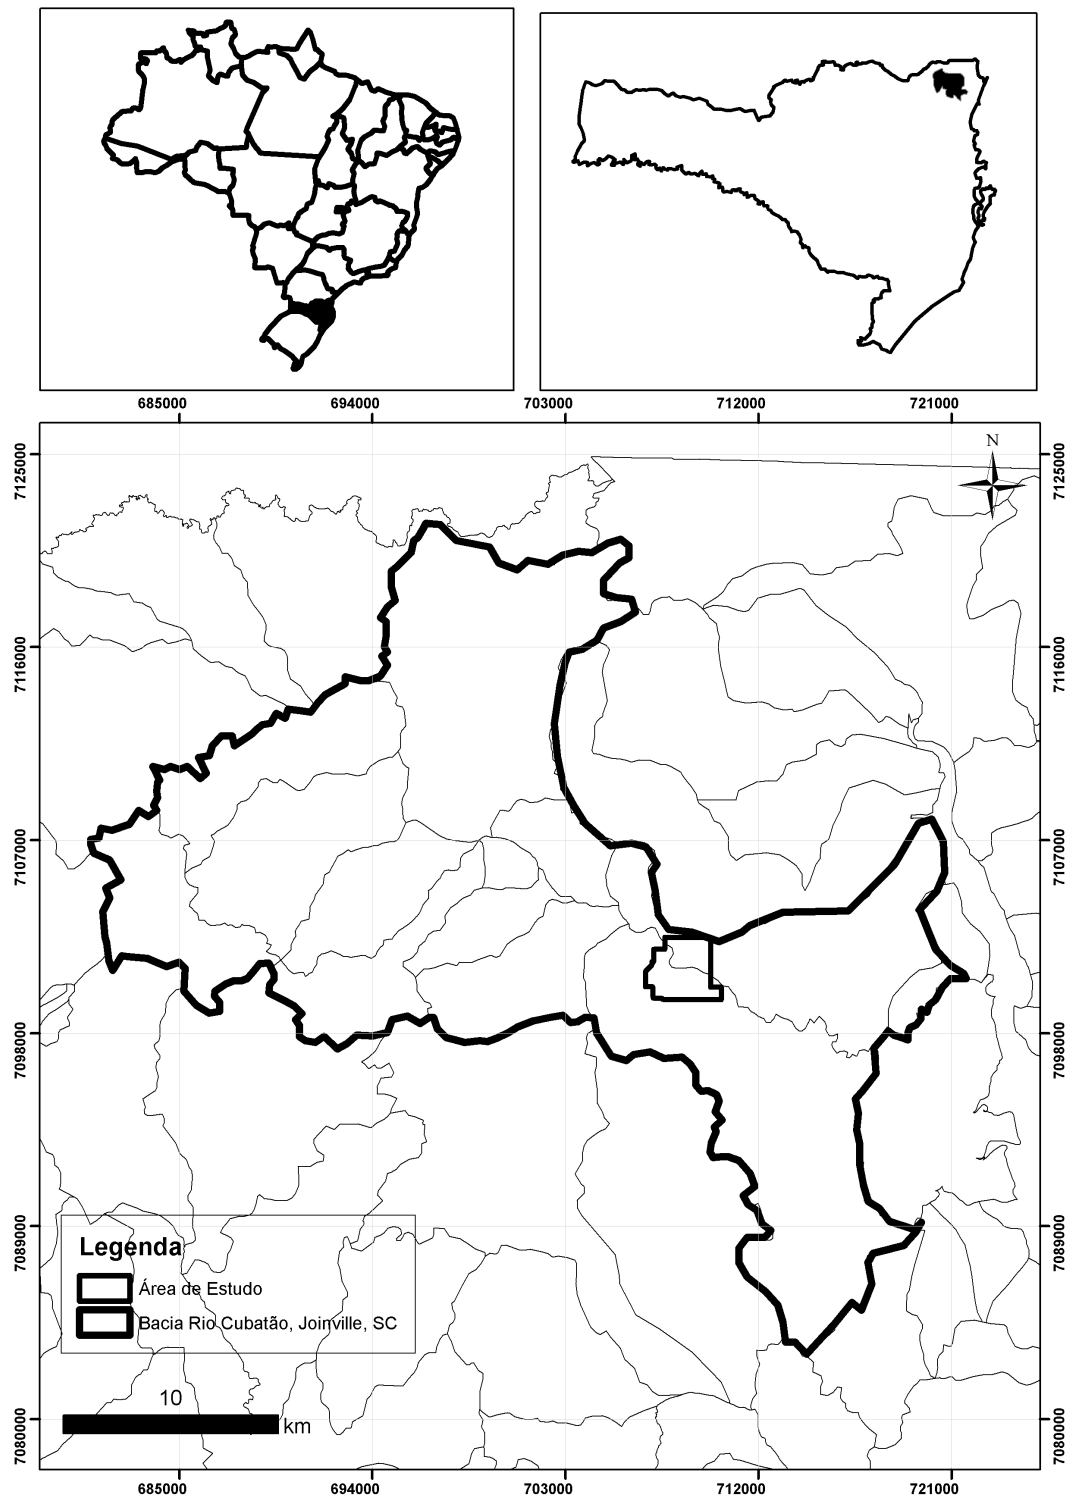 685000 694000 703000 712000 721000
N
7125000 7125000
7116000 7116000
7107000 7107000
7098000 7098000
7089000 7089000
Legenda
Área de Estudo
Bacia Rio Cubatão, Joinville, SC
10
km
7080000 7080000
685000 694000 703000 712000 721000